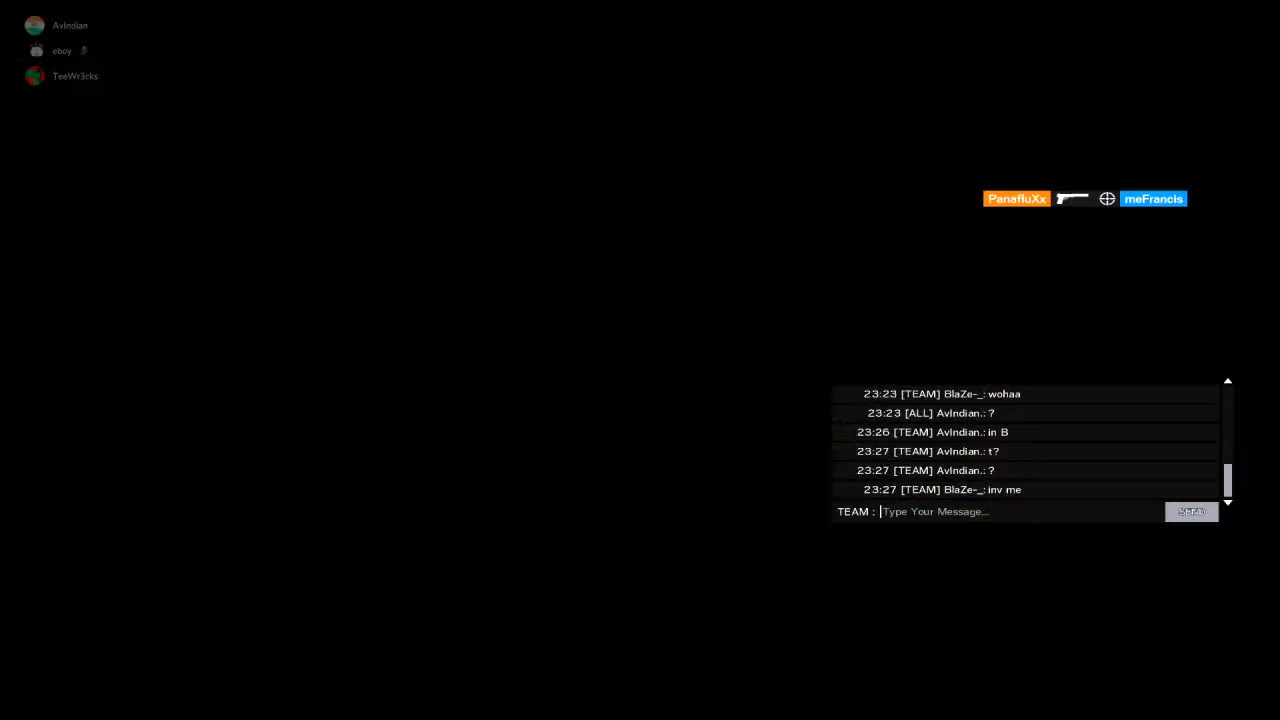 AvIndian
eboy
TeeWr3cks
PanafluXx meFrancis
23:23 [TEAM] BlaZe-_: wohaa
23:23 [ALL] AvIndian.: ?
23:26 [TEAM] AvIndian.: in B
23:27 [TEAM] AvIndian.: t?
23:27 [TEAM] AvIndian.: ?
23:27 [TEAM] BlaZe-_: inv me
TEAM : Type Your Message... SEND